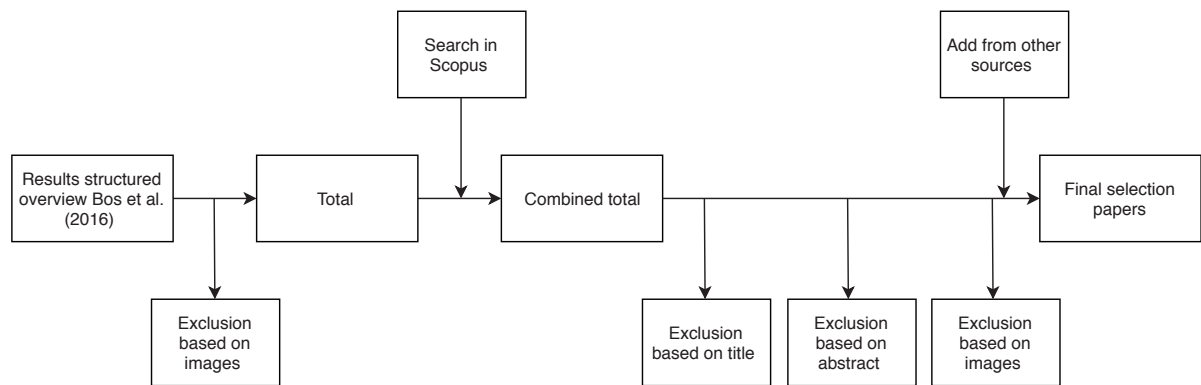 Search in
Scopus
Add from other
sources
Results structured
overview Bos et al.
(2016)
Total
Combined total
Final selection
papers
Exclusion
based on
images
Exclusion
based on title
Exclusion
based on
abstract
Exclusion
based on
images